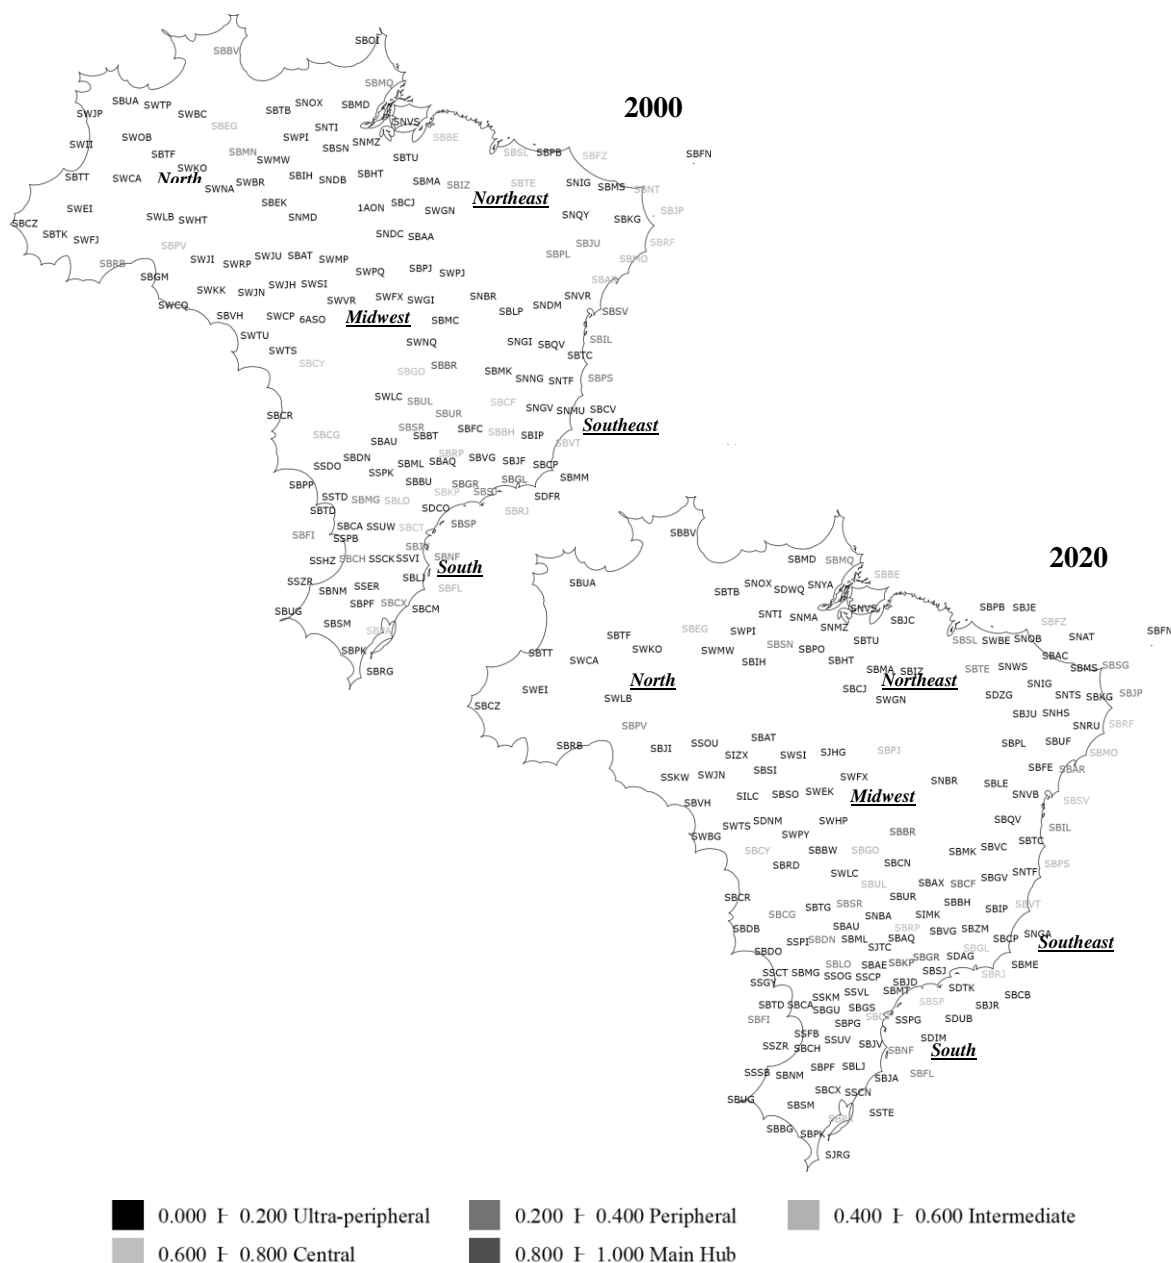 SBOI
SBBV
SBMQ
SBUA SWTP SWBC SBTB SNOX SBMD
2000
SWJP
SBEG SNTI SNVS
SWII SWOB SWPI SBSN SNMZ SBBE
SBTF SBMN SWMW SBTU SBSL SBPB SBFZ SBFN
SWKO
SBTT SWCA North SWNA SWBR SBIH SNDB SBHT SBMA SBIZ SBTE SNIG SBMS SBNT
Northeast
SWEI SBEK 1AON SBCJ SWGN SBJP
SBCZ SWLB SWHT SNMD SNQY SBKG
SBTK SWFJ SBPV SNDC SBAA SBJU SBRF
SBRB SWJI SWRP SWJU SBAT SWMP SBPL SBMO
SBGM SWPQ SBPJ SWPJ SBAR
SWKK SWJN SWJH SWSI
SWCQ SWVR SWFX SWGI SNBR SNDM SNVR
SBVH SWCP 6ASO Midwest SBMC SBLP SBSV
SWTU SWNQ SNGI SBQV SBIL
SWTS SBTC
SBCY SBGO SBBR SBMK SNNG SNTF SBPS
SWLC SBUL SBCF SNGV SNMU SBCV
SBCR SBUR
SBCG SBSR SBBT SBFC SBBH SBIP Southeast
SBAU SBVT
SBDN SBML SBAQ SBRP SBVG SBJF SBCP
SSDO SSPK
SBPP SBBU SBGR SBGL SBMM
SSTD SBMG SBLO SBKP SDFR
SBTD SDCO SBRJ
SBCA SSUW SBCT SBSP
SBFI SSPB
SSHZ SBCH SSCK SSVI SBNF
SSZR SBNM SSER SBLJ South
SBFL
SBUG SBPF SBCX SBCM
SBSM
SBPK
SBRG
SBBV
2020
SBMD SBMQ
SBUA SNOX SNYA SBBE
SBTB SDWQ
SNVS SBPB SBJE
SNTI SNMA SBJC
SBTF SBEG SWPI SNMZ SBFZ SBFN
SBSN SBTU SBSL SWBE SNOB SNAT
SBTT SWKO SWMW SBPO
SWCA SBIH SBHT SBAC
SBMA SBIZ SBTE SNWS SBMS SBSG
North Northeast
SWEI SBCJ SNIG
SBCZ SWLB SWGN SDZG SNTS SBKG SBJP
SBPV SBJU SNHS SBRF
SNRU
SBRB SBJI SSOU SBAT SBPL SBUF
SIZX SWSI SJHG SBPJ SBMO
SSKW SWJN SBSI SWFX SBFE SBAR
SNBR SBLE
SBVH SILC SBSO SWEK Midwest SNVB SBSV
SWTS SDNM SWHP SBQV SBIL
SWBG SWPY SBBR
SBCY SBBW SBGO SBMK SBVC SBTC
SBRD SBCN SBPS
SWLC SBGV SNTF
SBUL SBAX SBCF
SBCR SBUR SBBH
SBCG SBTG SBSR SNBA SIMK SBIP SBVT
SBDB SBAU SBRP SBVG SBZM
SSPI SBDN SBML SBAQ SBCP SNGA Southeast
SBDO SJTC SBGL
SBLO SBAE SBKP SBGR SDAG SBME
SSCT SBMG SSOG SSCP SBSJ SBRJ
SSGY SBJD
SSVL SBMT SDTK SBCB
SBTD SBCA SSKM SBSP SBJR
SBFI SBGU SBGS SSPG SDUB
SBPG
SSFB SSUV SBJV SDIM
SSZR SBCH SBNF South
SSSB SBNM SBPF SBLJ SBJA SBFL
SBUG SBCX SSCN
SBSM SSTE
SBBG SBPK
SJRG
0.000 Ⱶ 0.200 Ultra-peripheral 0.200 Ⱶ 0.400 Peripheral 0.400 Ⱶ 0.600 Intermediate
0.600 Ⱶ 0.800 Central 0.800 Ⱶ 1.000 Main Hub